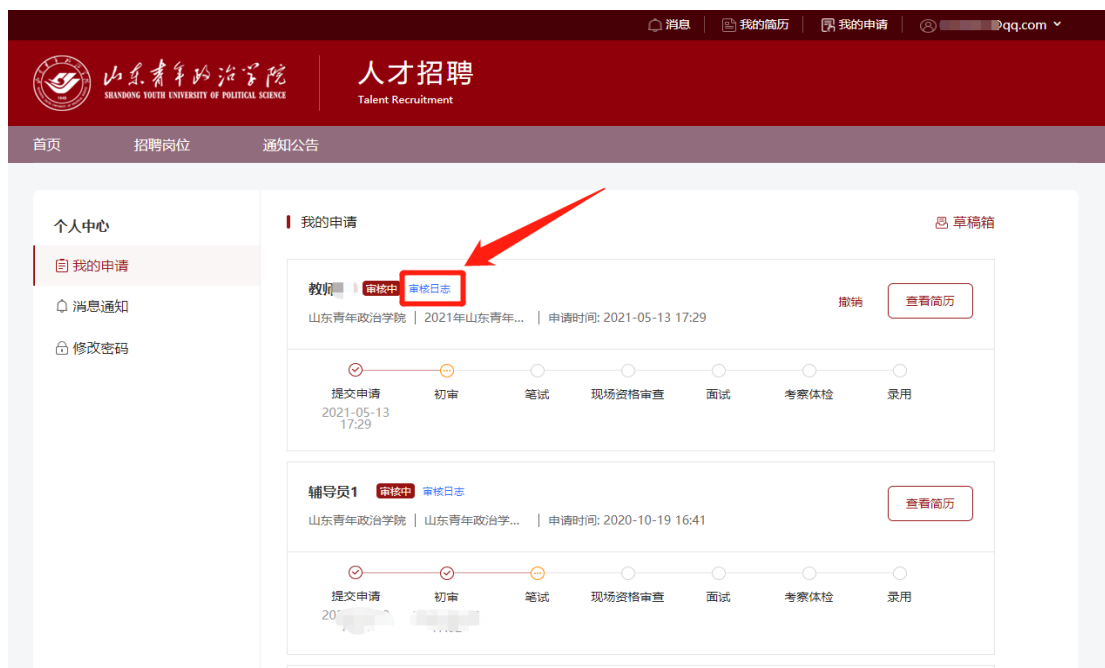 消息 我的简历 我的申请 qq.com
山东青年政治学院
SHANDONG YOUTH UNIVERSITY OF POLITICAL SCIENCE
人才招聘
Talent Recruitment
首页 招聘岗位 通知公告
个人中心
我的申请
消息通知
修改密码
我的申请 草稿箱
教师 审核中 审核日志
山东青年政治学院 | 2021年山东青年... | 申请时间: 2021-05-13 17:29
撤销 查看简历
提交申请 初审 笔试 现场资格审查 面试 考察体检 录用
2021-05-13
17:29
辅导员1 审核中 审核日志
山东青年政治学院 | 山东青年政治学... | 申请时间: 2020-10-19 16:41
查看简历
提交申请 初审 笔试 现场资格审查 面试 考察体检 录用